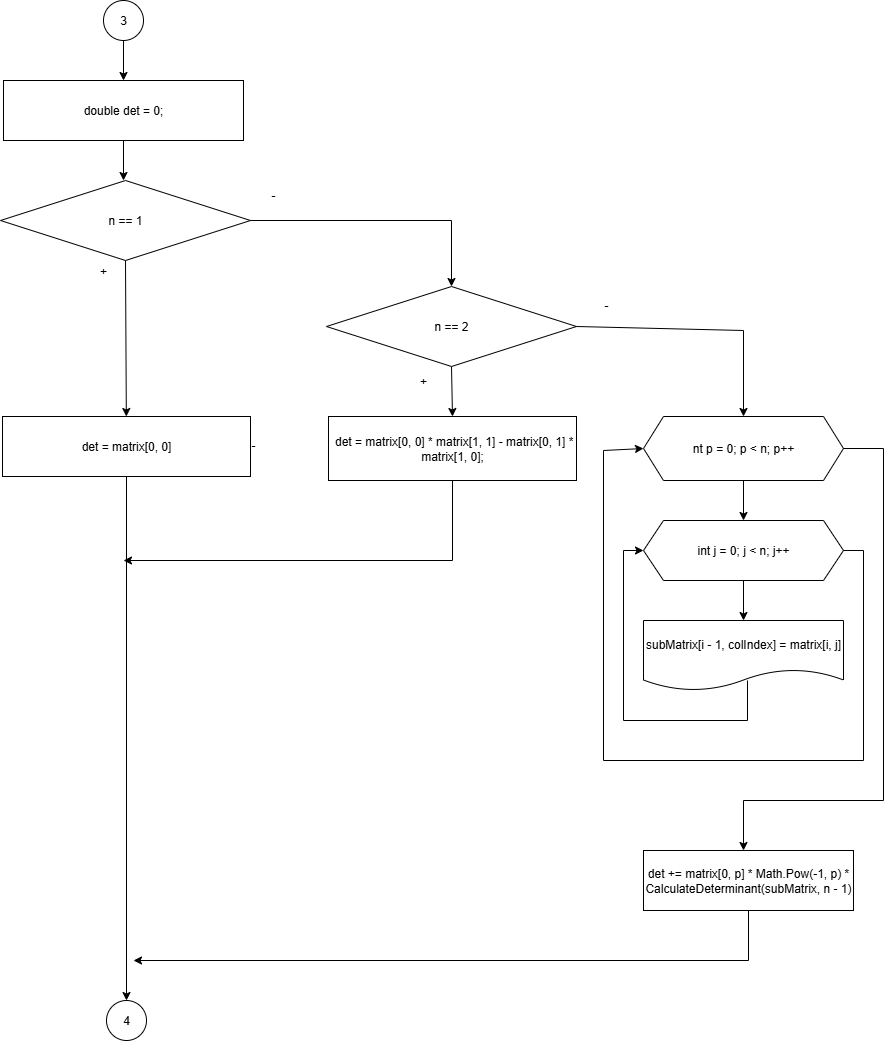 3
double det = 0;
-
n == 1
+
-
n == 2
+
det = matrix[0, 0]
-
det = matrix[0, 0] * matrix[1, 1] - matrix[0, 1] *
matrix[1, 0];
nt p = 0; p < n; p++
int j = 0; j < n; j++
subMatrix[i - 1, colIndex] = matrix[i, j]
det += matrix[0, p] * Math.Pow(-1, p) *
CalculateDeterminant(subMatrix, n - 1)
4